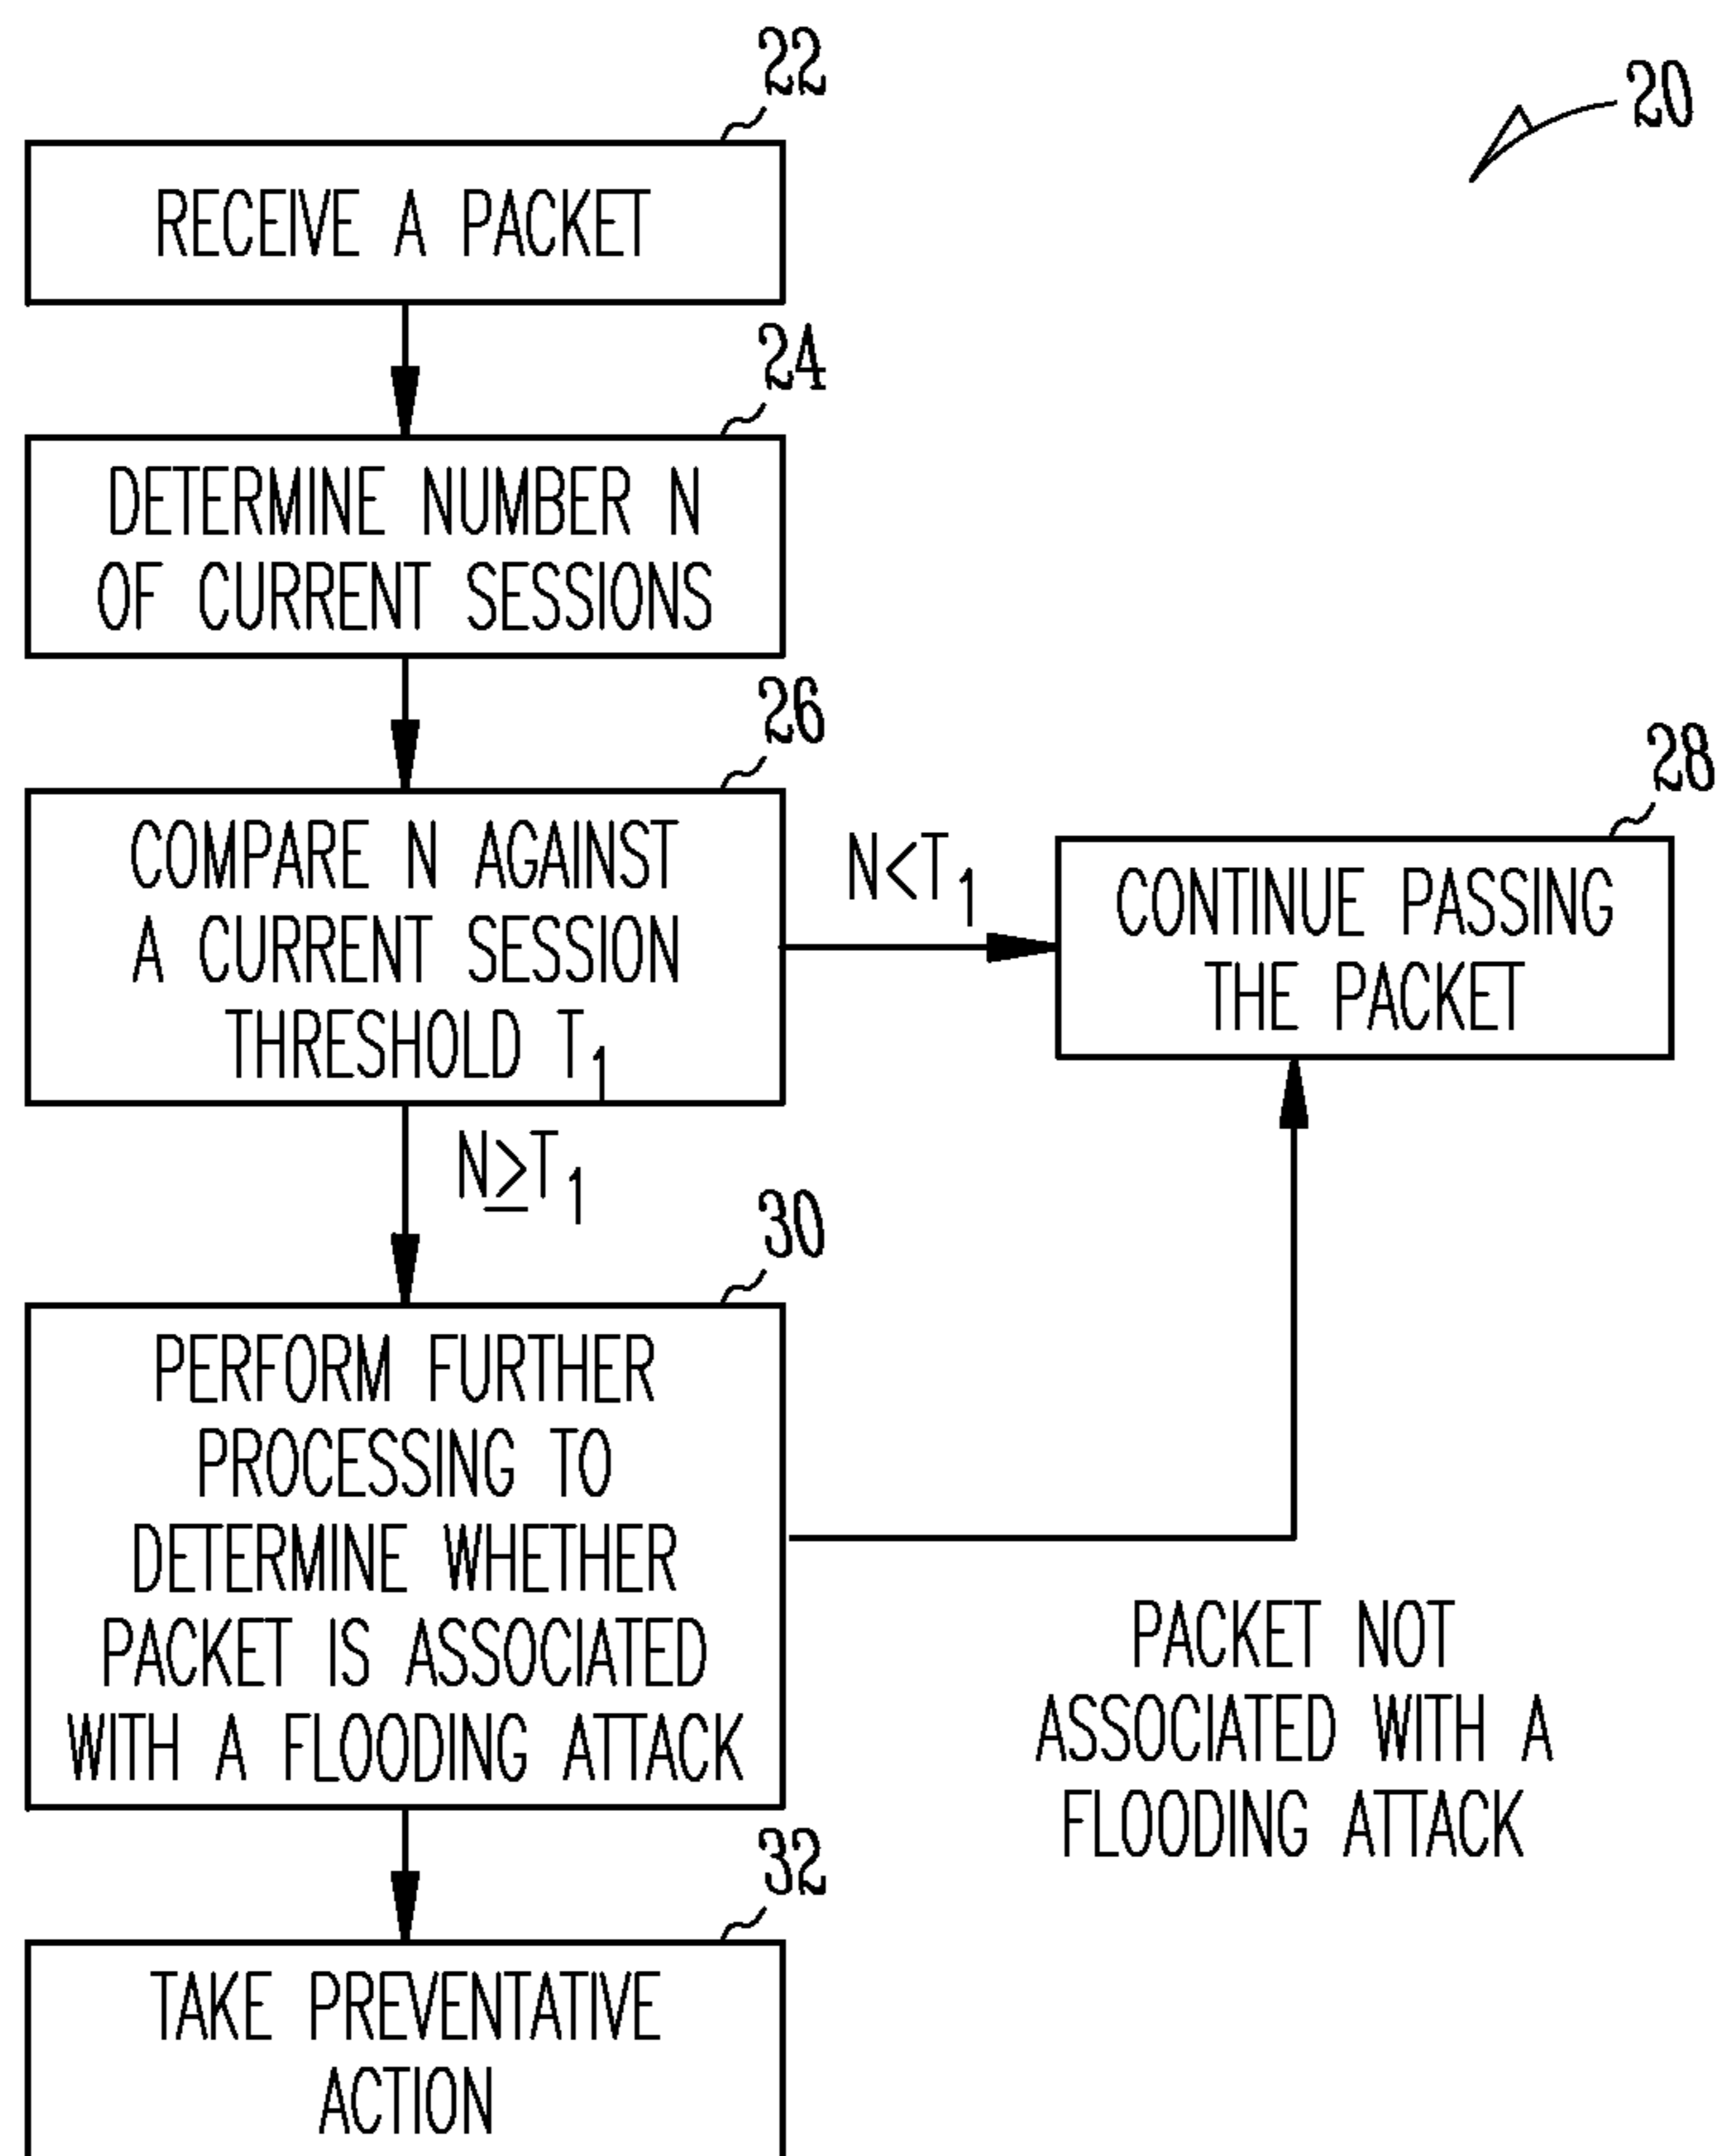 22
20
RECEIVE A PACKET
24
DETERMINE NUMBER N
OF CURRENT SESSIONS
26
COMPARE N AGAINST
A CURRENT SESSION
THRESHOLD T1
N<T1
28
CONTINUE PASSING
THE PACKET
N≥T1
30
PERFORM FURTHER
PROCESSING TO
DETERMINE WHETHER
PACKET IS ASSOCIATED
WITH A FLOODING ATTACK
PACKET NOT
ASSOCIATED WITH A
FLOODING ATTACK
32
TAKE PREVENTATIVE
ACTION